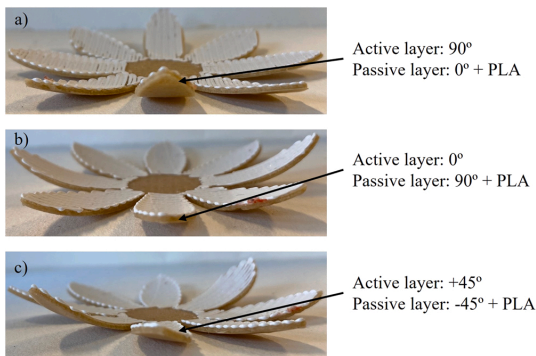 a)
Active layer: 90º
Passive layer: 0º + PLA
b)
Active layer: 0º
Passive layer: 90º + PLA
c)
Active layer: +45º
Passive layer: -45º + PLA